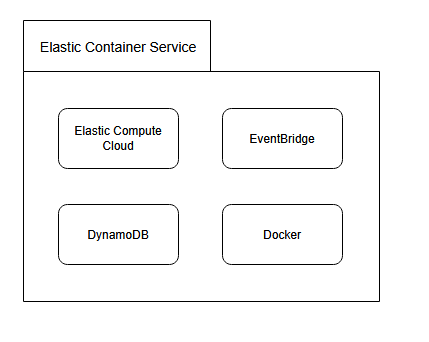 Elastic Container Service
Elastic Compute
Cloud
EventBridge
DynamoDB
Docker